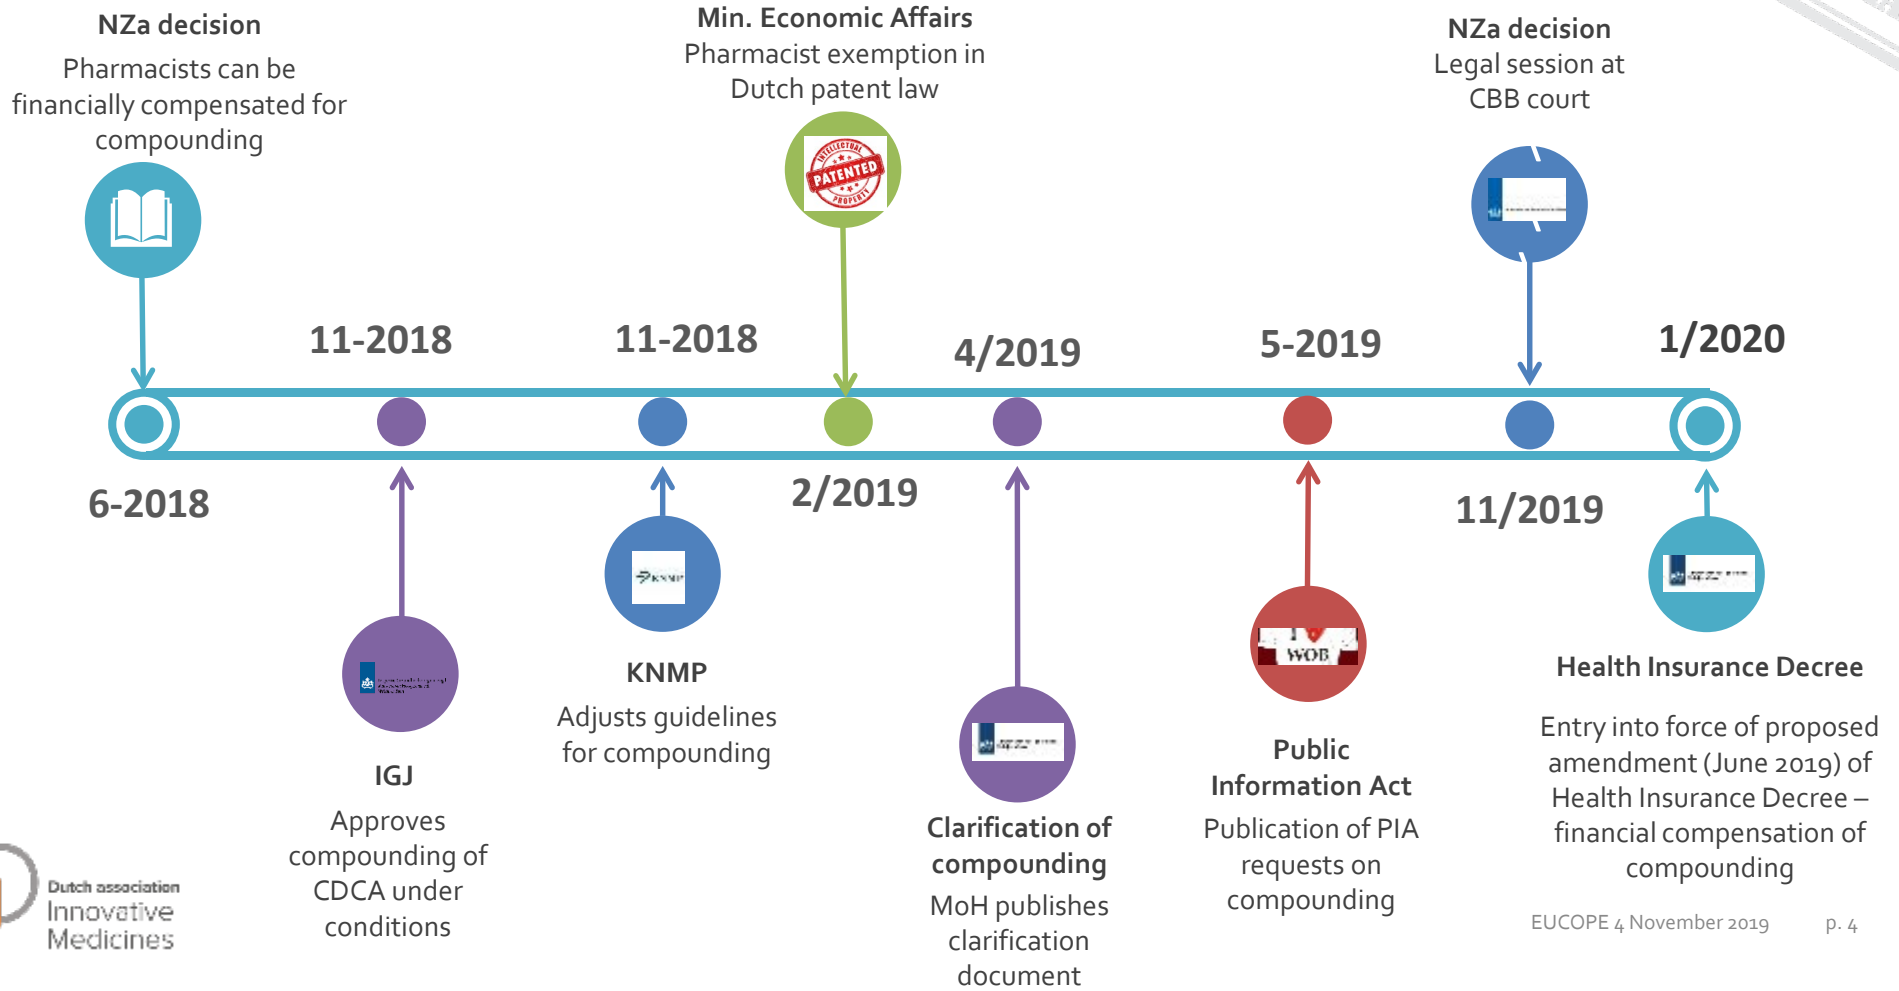 NZa decision
Pharmacists can be
financially compensated for
compounding
Min. Economic Affairs
Pharmacist exemption in
Dutch patent law
INTELLECTUAL
PATENTED
PROPERTY
NZa decision
Legal session at
CBB court
11-2018
11-2018
4/2019
5-2019
1/2020
6-2018
2/2019
11/2019
KNMP
WOB
IGJ
Approves
compounding of
CDCA under
conditions
KNMP
Adjusts guidelines
for compounding
Clarification of
compounding
MoH publishes
clarification
document
Public
Information Act
Publication of PIA
requests on
compounding
Health Insurance Decree
Entry into force of proposed
amendment (June 2019) of
Health Insurance Decree –
financial compensation of
compounding
Dutch association
Innovative
Medicines
EUCOPE 4 November 2019
p. 4